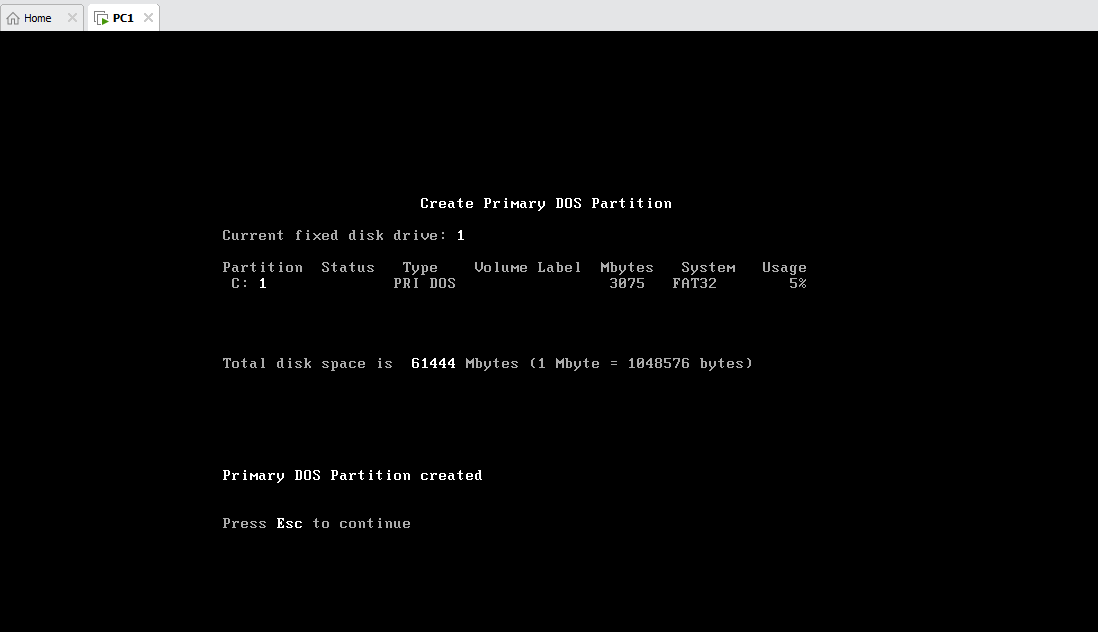 Home
PC1
Create Primary DOS Partition
Current fixed disk drive: 1
Partition Status Type Volume Label Mbytes System Usage
C: 1 PRI DOS 3075 FAT32 5%
Total disk space is 61444 Mbytes (1 Mbyte = 1048576 bytes)
Primary DOS Partition created
Press Esc to continue